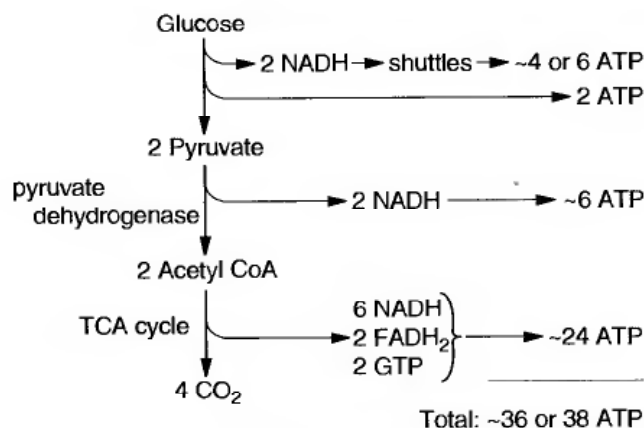 Glucose
2 NADH → shuttles → ~4 or 6 ATP
2 ATP
2 Pyruvate
pyruvate
dehydrogenase
2 NADH → ~6 ATP
2 Acetyl CoA
TCA cycle
6 NADH
2 FADH₂
2 GTP
~24 ATP
4 CO₂
Total: ~36 or 38 ATP